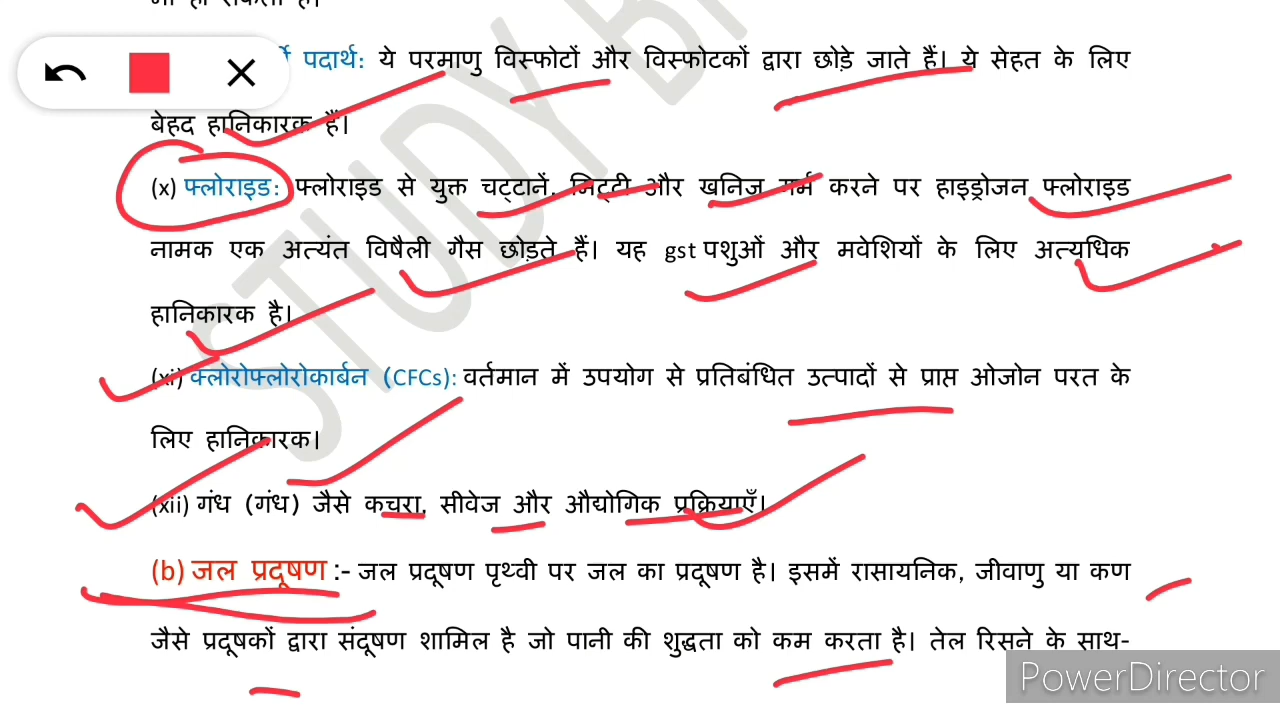 पदार्थ: ये परमाणु विस्फोटों और विस्फोटकों द्वारा छोड़े जाते हैं। ये सेहत के लिए
बेहद हानिकारक हैं।
(x) फ्लोराइड: फ्लोराइड से युक्त चट्टानें, मिट्टी और खनिज गर्म करने पर हाइड्रोजन फ्लोराइड
नामक एक अत्यंत विषैली गैस छोड़ते हैं। यह gst पशुओं और मवेशियों के लिए अत्यधिक
हानिकारक है।
(xi) क्लोरोफ्लोरोकार्बन (CFCs): वर्तमान में उपयोग से प्रतिबंधित उत्पादों से प्राप्त ओजोन परत के
लिए हानिकारक।
(xii) गंध (गंध) जैसे कचरा, सीवेज और औद्योगिक प्रक्रियाएँ।
(b) जल प्रदूषण :- जल प्रदूषण पृथ्वी पर जल का प्रदूषण है। इसमें रासायनिक, जीवाणु या कण
जैसे प्रदूषकों द्वारा संदूषण शामिल है जो पानी की शुद्धता को कम करता है। तेल रिसने के साथ-
STUDY
PowerDirector